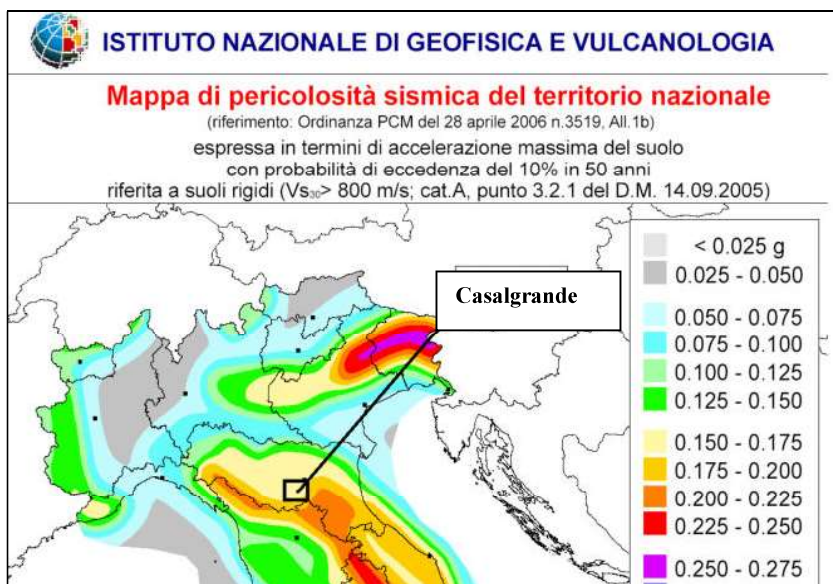 ISTITUTO NAZIONALE DI GEOFISICA E VULCANOLOGIA
Mappa di pericolosità sismica del territorio nazionale
(riferimento: Ordinanza PCM del 28 aprile 2006 n.3519, All.1b)
espressa in termini di accelerazione massima del suolo
con probabilità di eccedenza del 10% in 50 anni
riferita a suoli rigidi (Vs₃₀> 800 m/s; cat.A, punto 3.2.1 del D.M. 14.09.2005)
Casalgrande
< 0.025 g
0.025 - 0.050
0.050 - 0.075
0.075 - 0.100
0.100 - 0.125
0.125 - 0.150
0.150 - 0.175
0.175 - 0.200
0.200 - 0.225
0.225 - 0.250
0.250 - 0.275